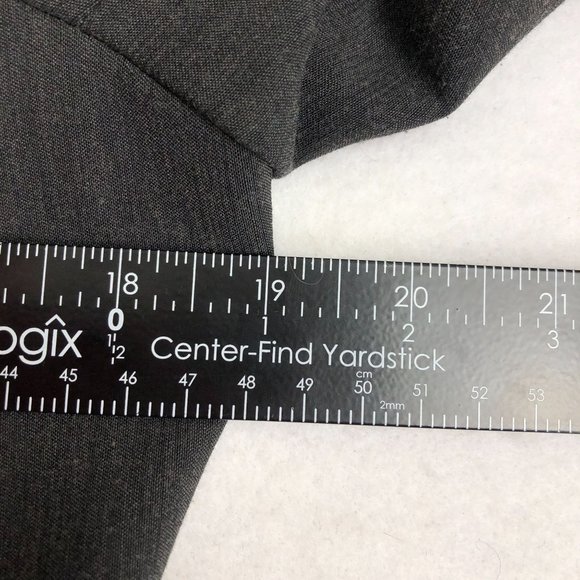 18 19 20 21
0 1 2 3
ogîx 1/2 Center-Find Yardstick
cm
44 45 46 47 48 49 50 51 52 53
2mm